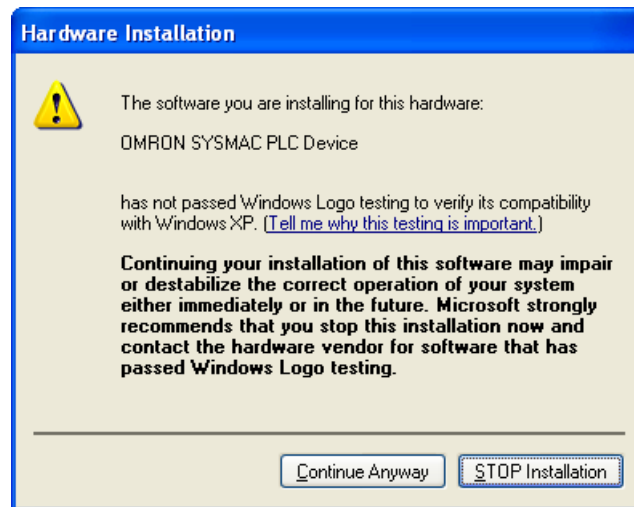 Hardware Installation
The software you are installing for this hardware:
OMRON SYSMAC PLC Device
has not passed Windows Logo testing to verify its compatibility
with Windows XP. (Tell me why this testing is important.)
Continuing your installation of this software may impair
or destabilize the correct operation of your system
either immediately or in the future. Microsoft strongly
recommends that you stop this installation now and
contact the hardware vendor for software that has
passed Windows Logo testing.
Continue Anyway
STOP Installation